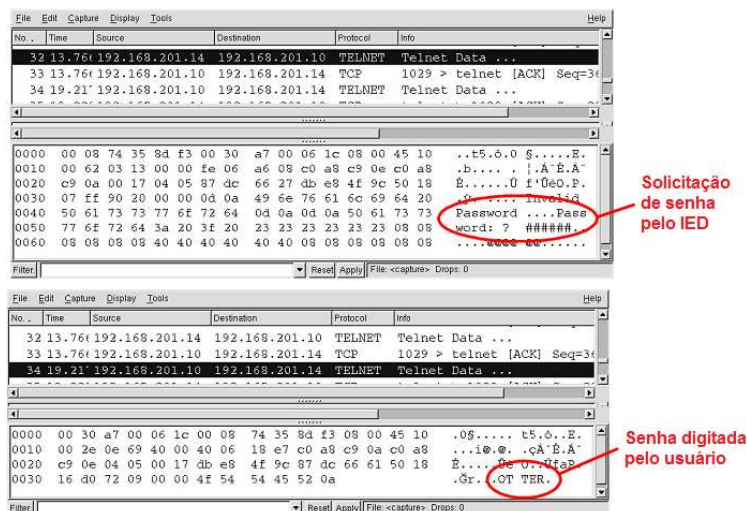 File Edit Capture Display Tools Help
No. . Time Source Destination Protocol Info
32 13.76 192.168.201.14 192.168.201.10 TELNET Telnet Data ...
33 13.76 192.168.201.10 192.168.201.14 TCP 1029 > telnet [ACK] Seq=3
34 19.21 192.168.201.10 192.168.201.14 TELNET Telnet Data ...
0000 00 08 74 35 8d f3 00 30 a7 00 06 1c 08 00 45 10 ..t5.ó.0 §.....E.
0010 00 62 03 13 00 00 fe 06 a6 08 c0 a8 c9 0e c0 a8
0020 c9 0a 00 17 04 05 87 dc 66 27 db e8 4f 9c 50 18
0030 07 ff 90 20 00 00 0d 0a 49 6e 76 61 6c 69 64 20 Invalid
0040 50 61 73 73 77 6f 72 64 0d 0a 0d 0a 50 61 73 73 Password ....Pass
0050 77 6f 72 64 3a 20 3f 20 23 23 23 23 23 23 08 08 word: ? ######..
0060 08 08 08 08 40 40 40 40 40 40 08 08 08 08 08 08 ....@@@@ @@......
Solicitação
de senha
pelo IED
Filter: Reset Apply File: <capture> Drops: 0
File Edit Capture Display Tools Help
No. . Time Source Destination Protocol Info
32 13.76 192.168.201.14 192.168.201.10 TELNET Telnet Data ...
33 13.76 192.168.201.10 192.168.201.14 TCP 1029 > telnet [ACK] Seq=3
34 19.21 192.168.201.10 192.168.201.14 TELNET Telnet Data ...
0000 00 30 a7 00 06 1c 00 08 74 35 8d f3 08 00 45 10 .0§..... t5.ó..E.
0010 00 2e 0e 69 40 00 40 06 18 e7 c0 a8 c9 0a c0 a8
0020 c9 0e 04 05 00 17 db e8 4f 9c 87 dc 66 61 50 18
0030 16 d0 72 09 00 00 4f 54 54 45 52 0a .Ðr...OT TER.
Senha digitada
pelo usuário
Filter: Reset Apply File: <capture> Drops: 0